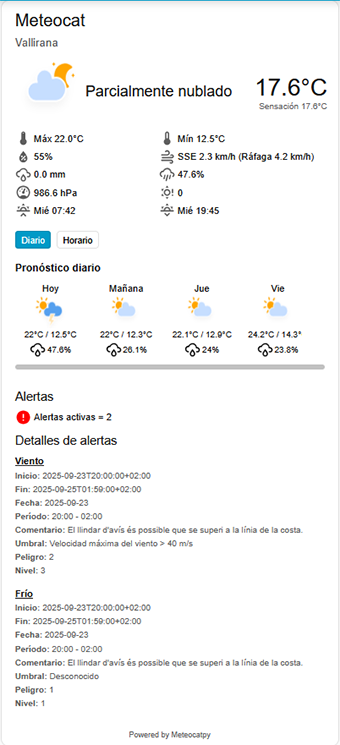 Meteocat
Vallirana
Parcialmente nublado
17.6°C
Sensación 17.6°C
Máx 22.0°C
Mín 12.5°C
55%
SSE 2.3 km/h (Ráfaga 4.2 km/h)
0.0 mm
47.6%
986.6 hPa
0
Mié 07:42
Mié 19:45
Diario Horario
Pronóstico diario
Hoy Mañana Jue Vie
22°C / 12.5°C 22°C / 12.3°C 22.1°C / 12.9°C 24.2°C / 14.3°
47.6% 26.1% 24% 23.8%
Alertas
Alertas activas = 2
Detalles de alertas
Viento
Inicio: 2025-09-23T20:00:00+02:00
Fin: 2025-09-25T01:59:00+02:00
Fecha: 2025-09-23
Período: 20:00 - 02:00
Comentario: El llindar d'avís és possible que se superi a la línia de la costa.
Umbral: Velocidad máxima del viento > 40 m/s
Peligro: 2
Nivel: 3
Frío
Inicio: 2025-09-23T20:00:00+02:00
Fin: 2025-09-25T01:59:00+02:00
Fecha: 2025-09-23
Período: 20:00 - 02:00
Comentario: El llindar d'avís és possible que se superi a la línia de la costa.
Umbral: Desconocido
Peligro: 1
Nivel: 1
Powered by Meteocatpy